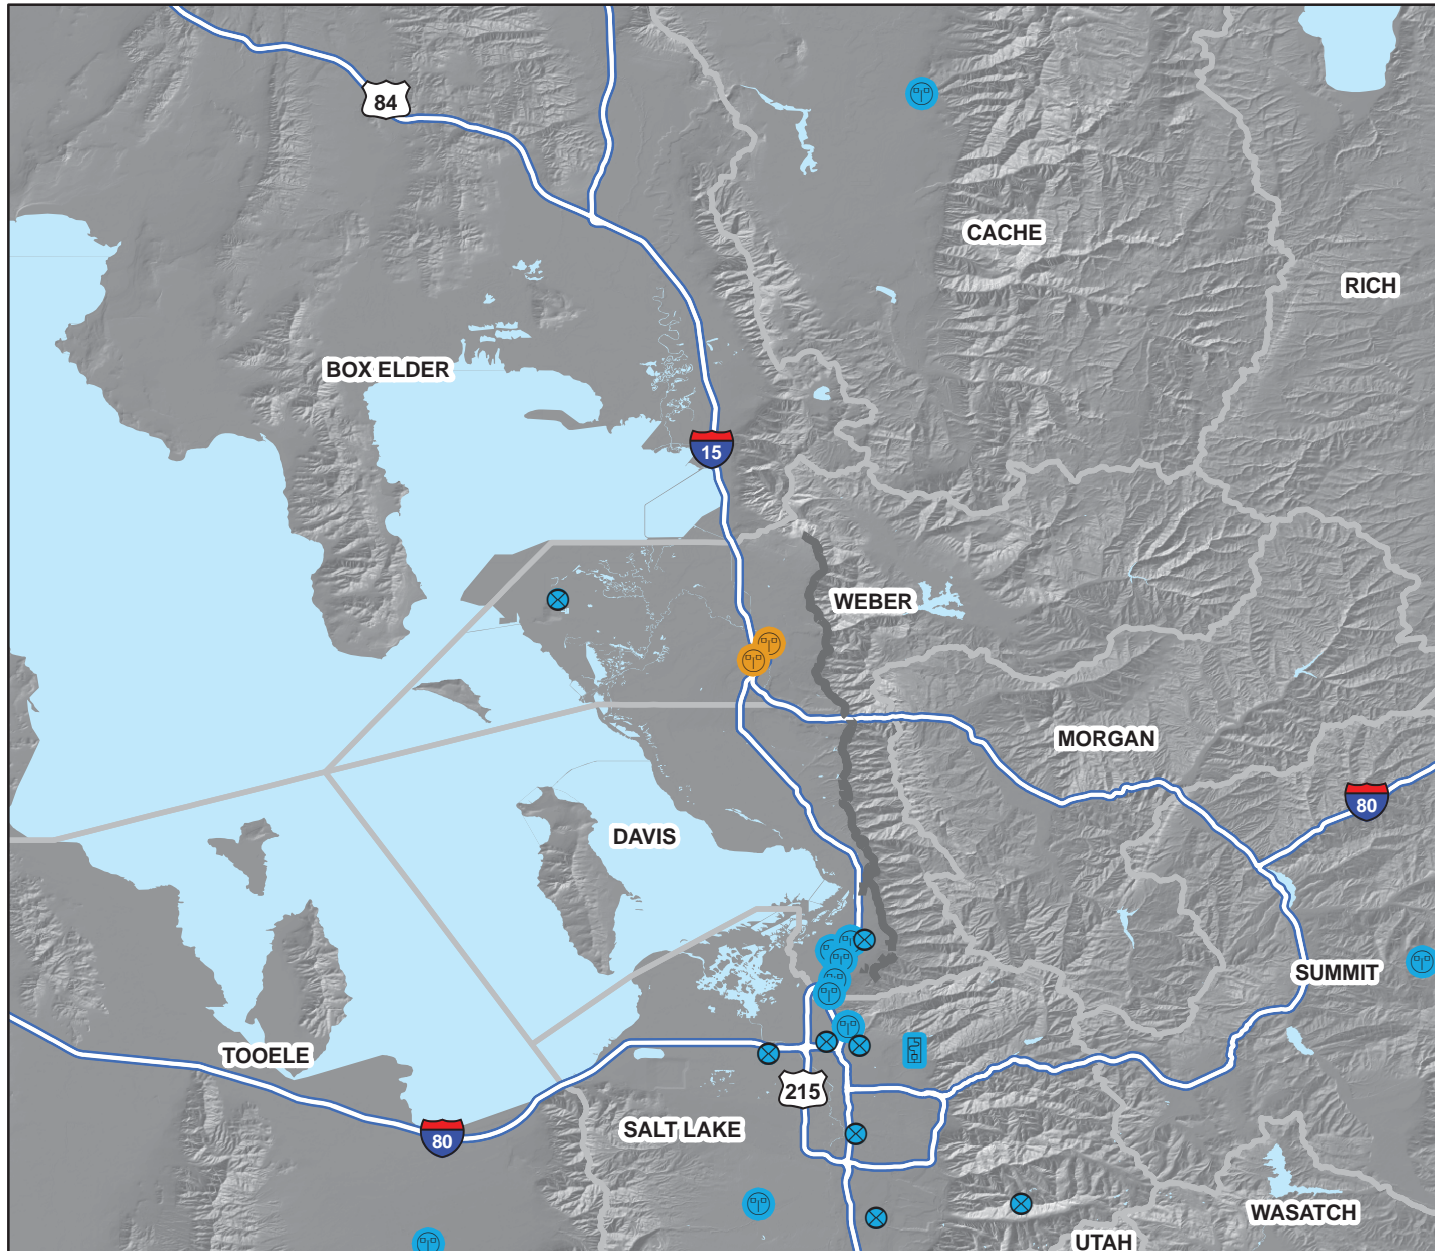 84
CACHE
RICH
BOX ELDER
15
WEBER
MORGAN
80
DAVIS
SUMMIT
TOOELE
215
SALT LAKE
80
WASATCH
UTAH